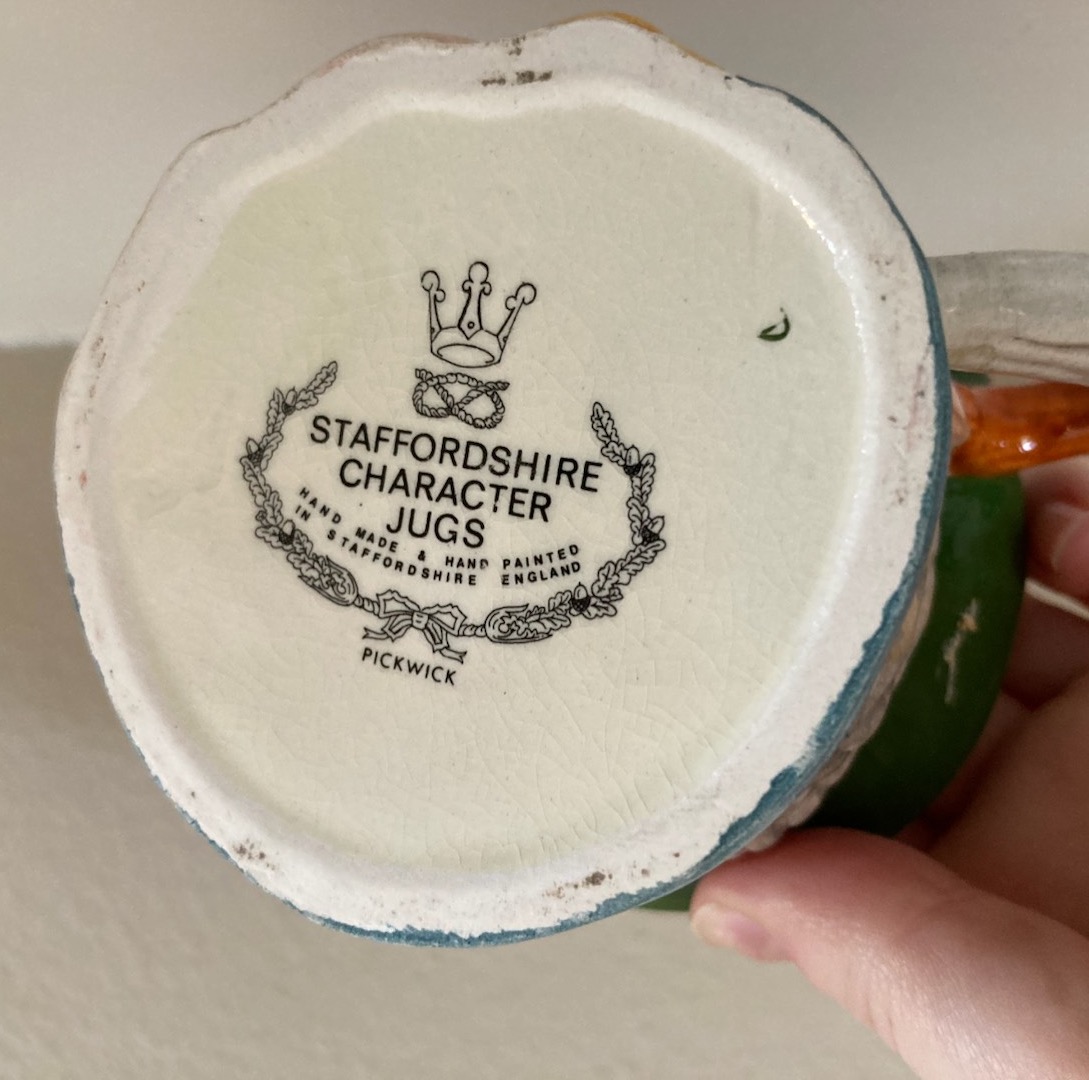 STAFFORDSHIRE
CHARACTER
JUGS
HAND MADE & HAND PAINTED
IN STAFFORDSHIRE ENGLAND
PICKWICK